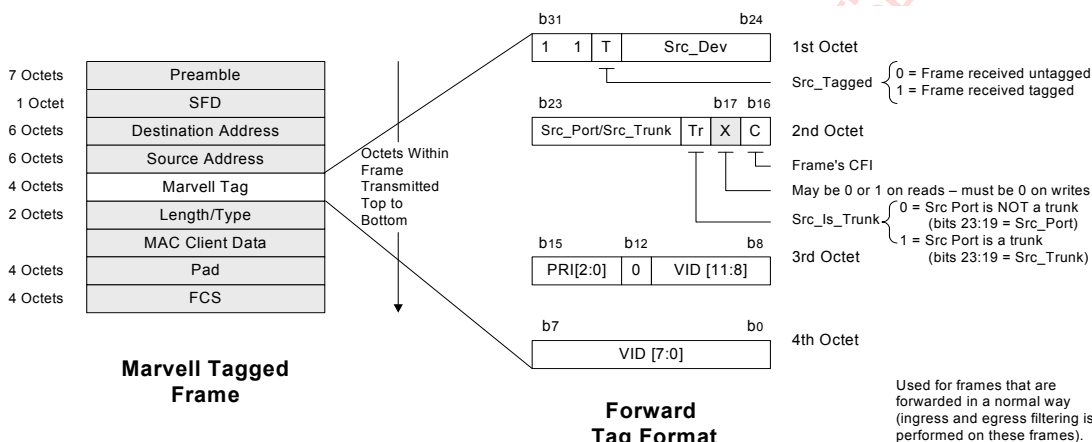 7 Octets Preamble
1 Octet SFD
6 Octets Destination Address
6 Octets Source Address
4 Octets Marvell Tag
2 Octets Length/Type
MAC Client Data
4 Octets Pad
4 Octets FCS
Marvell Tagged
Frame
Octets Within
Frame
Transmitted
Top to
Bottom
b31 b24
1 1 T Src_Dev 1st Octet
Src_Tagged
0 = Frame received untagged
1 = Frame received tagged
b23 b17 b16
Src_Port/Src_Trunk Tr X C 2nd Octet
Frame's CFI
May be 0 or 1 on reads – must be 0 on writes
Src_Is_Trunk
0 = Src Port is NOT a trunk
(bits 23:19 = Src_Port)
1 = Src Port is a trunk
(bits 23:19 = Src_Trunk)
b15 b12 b8
PRI[2:0] 0 VID [11:8] 3rd Octet
b7 b0
VID [7:0] 4th Octet
Forward
Tag Format
Used for frames that are
forwarded in a normal way
(ingress and egress filtering is
performed on these frames).